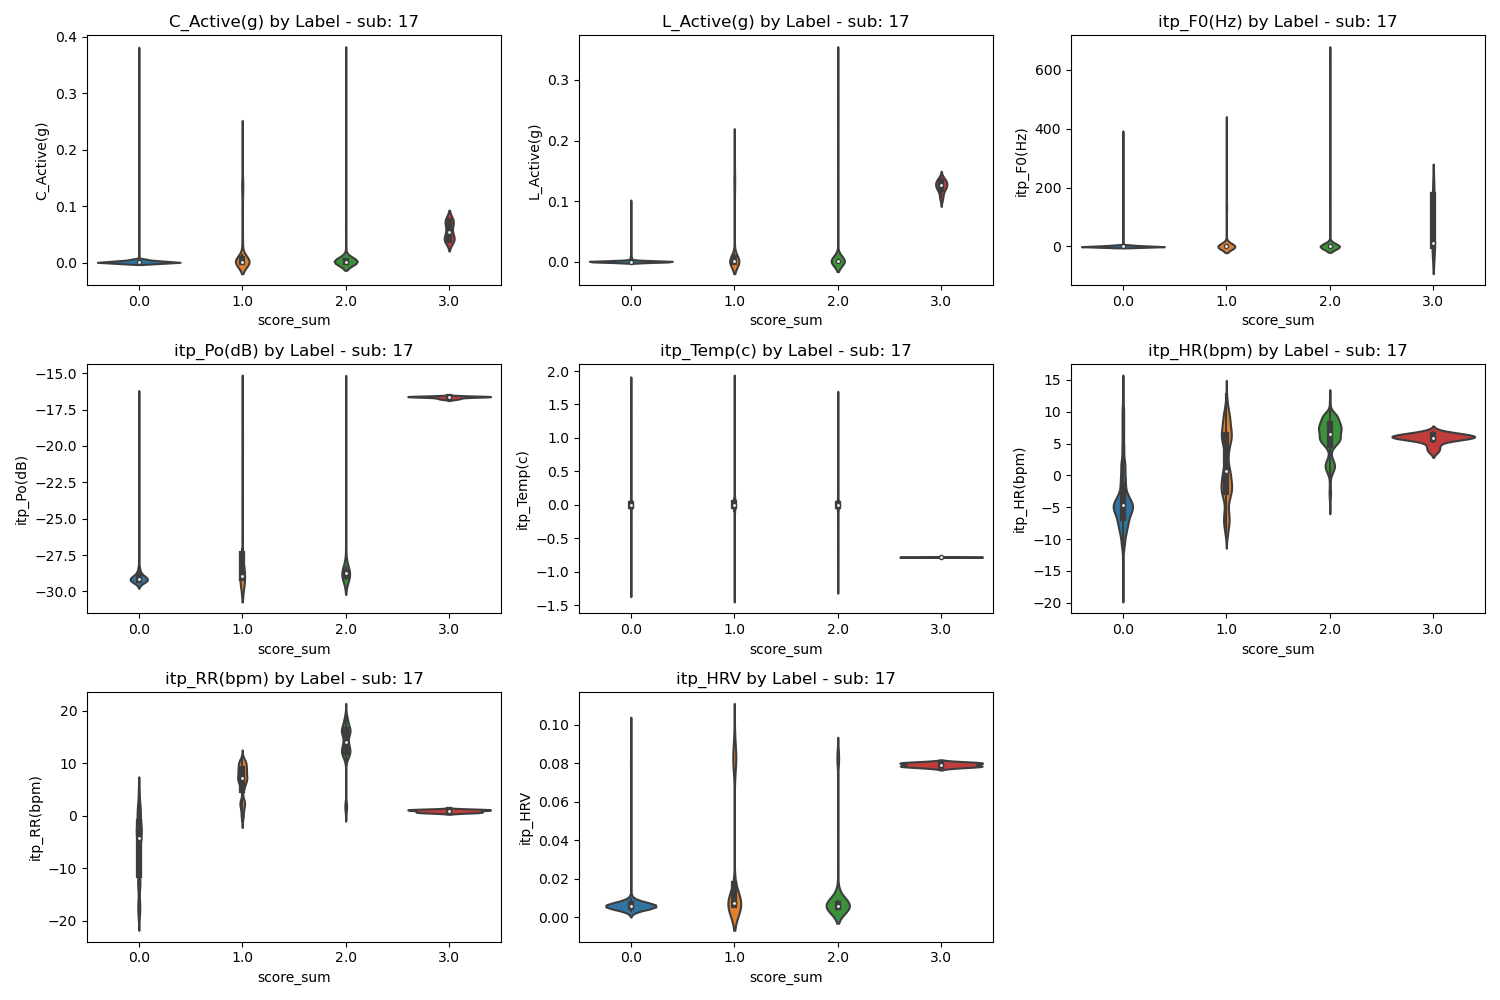 C_Active(g) by Label - sub: 17
C_Active(g)
0.4
0.3
0.2
0.1
0.0
0.0 1.0 2.0 3.0
score_sum
L_Active(g) by Label - sub: 17
L_Active(g)
0.3
0.2
0.1
0.0
0.0 1.0 2.0 3.0
score_sum
itp_F0(Hz) by Label - sub: 17
itp_F0(Hz)
600
400
200
0
0.0 1.0 2.0 3.0
score_sum
itp_Po(dB) by Label - sub: 17
itp_Po(dB)
−15.0
−17.5
−20.0
−22.5
−25.0
−27.5
−30.0
0.0 1.0 2.0 3.0
score_sum
itp_Temp(c) by Label - sub: 17
itp_Temp(c)
2.0
1.5
1.0
0.5
0.0
−0.5
−1.0
−1.5
0.0 1.0 2.0 3.0
score_sum
itp_HR(bpm) by Label - sub: 17
itp_HR(bpm)
15
10
5
0
−5
−10
−15
−20
0.0 1.0 2.0 3.0
score_sum
itp_RR(bpm) by Label - sub: 17
itp_RR(bpm)
20
10
0
−10
−20
0.0 1.0 2.0 3.0
score_sum
itp_HRV by Label - sub: 17
itp_HRV
0.10
0.08
0.06
0.04
0.02
0.00
0.0 1.0 2.0 3.0
score_sum